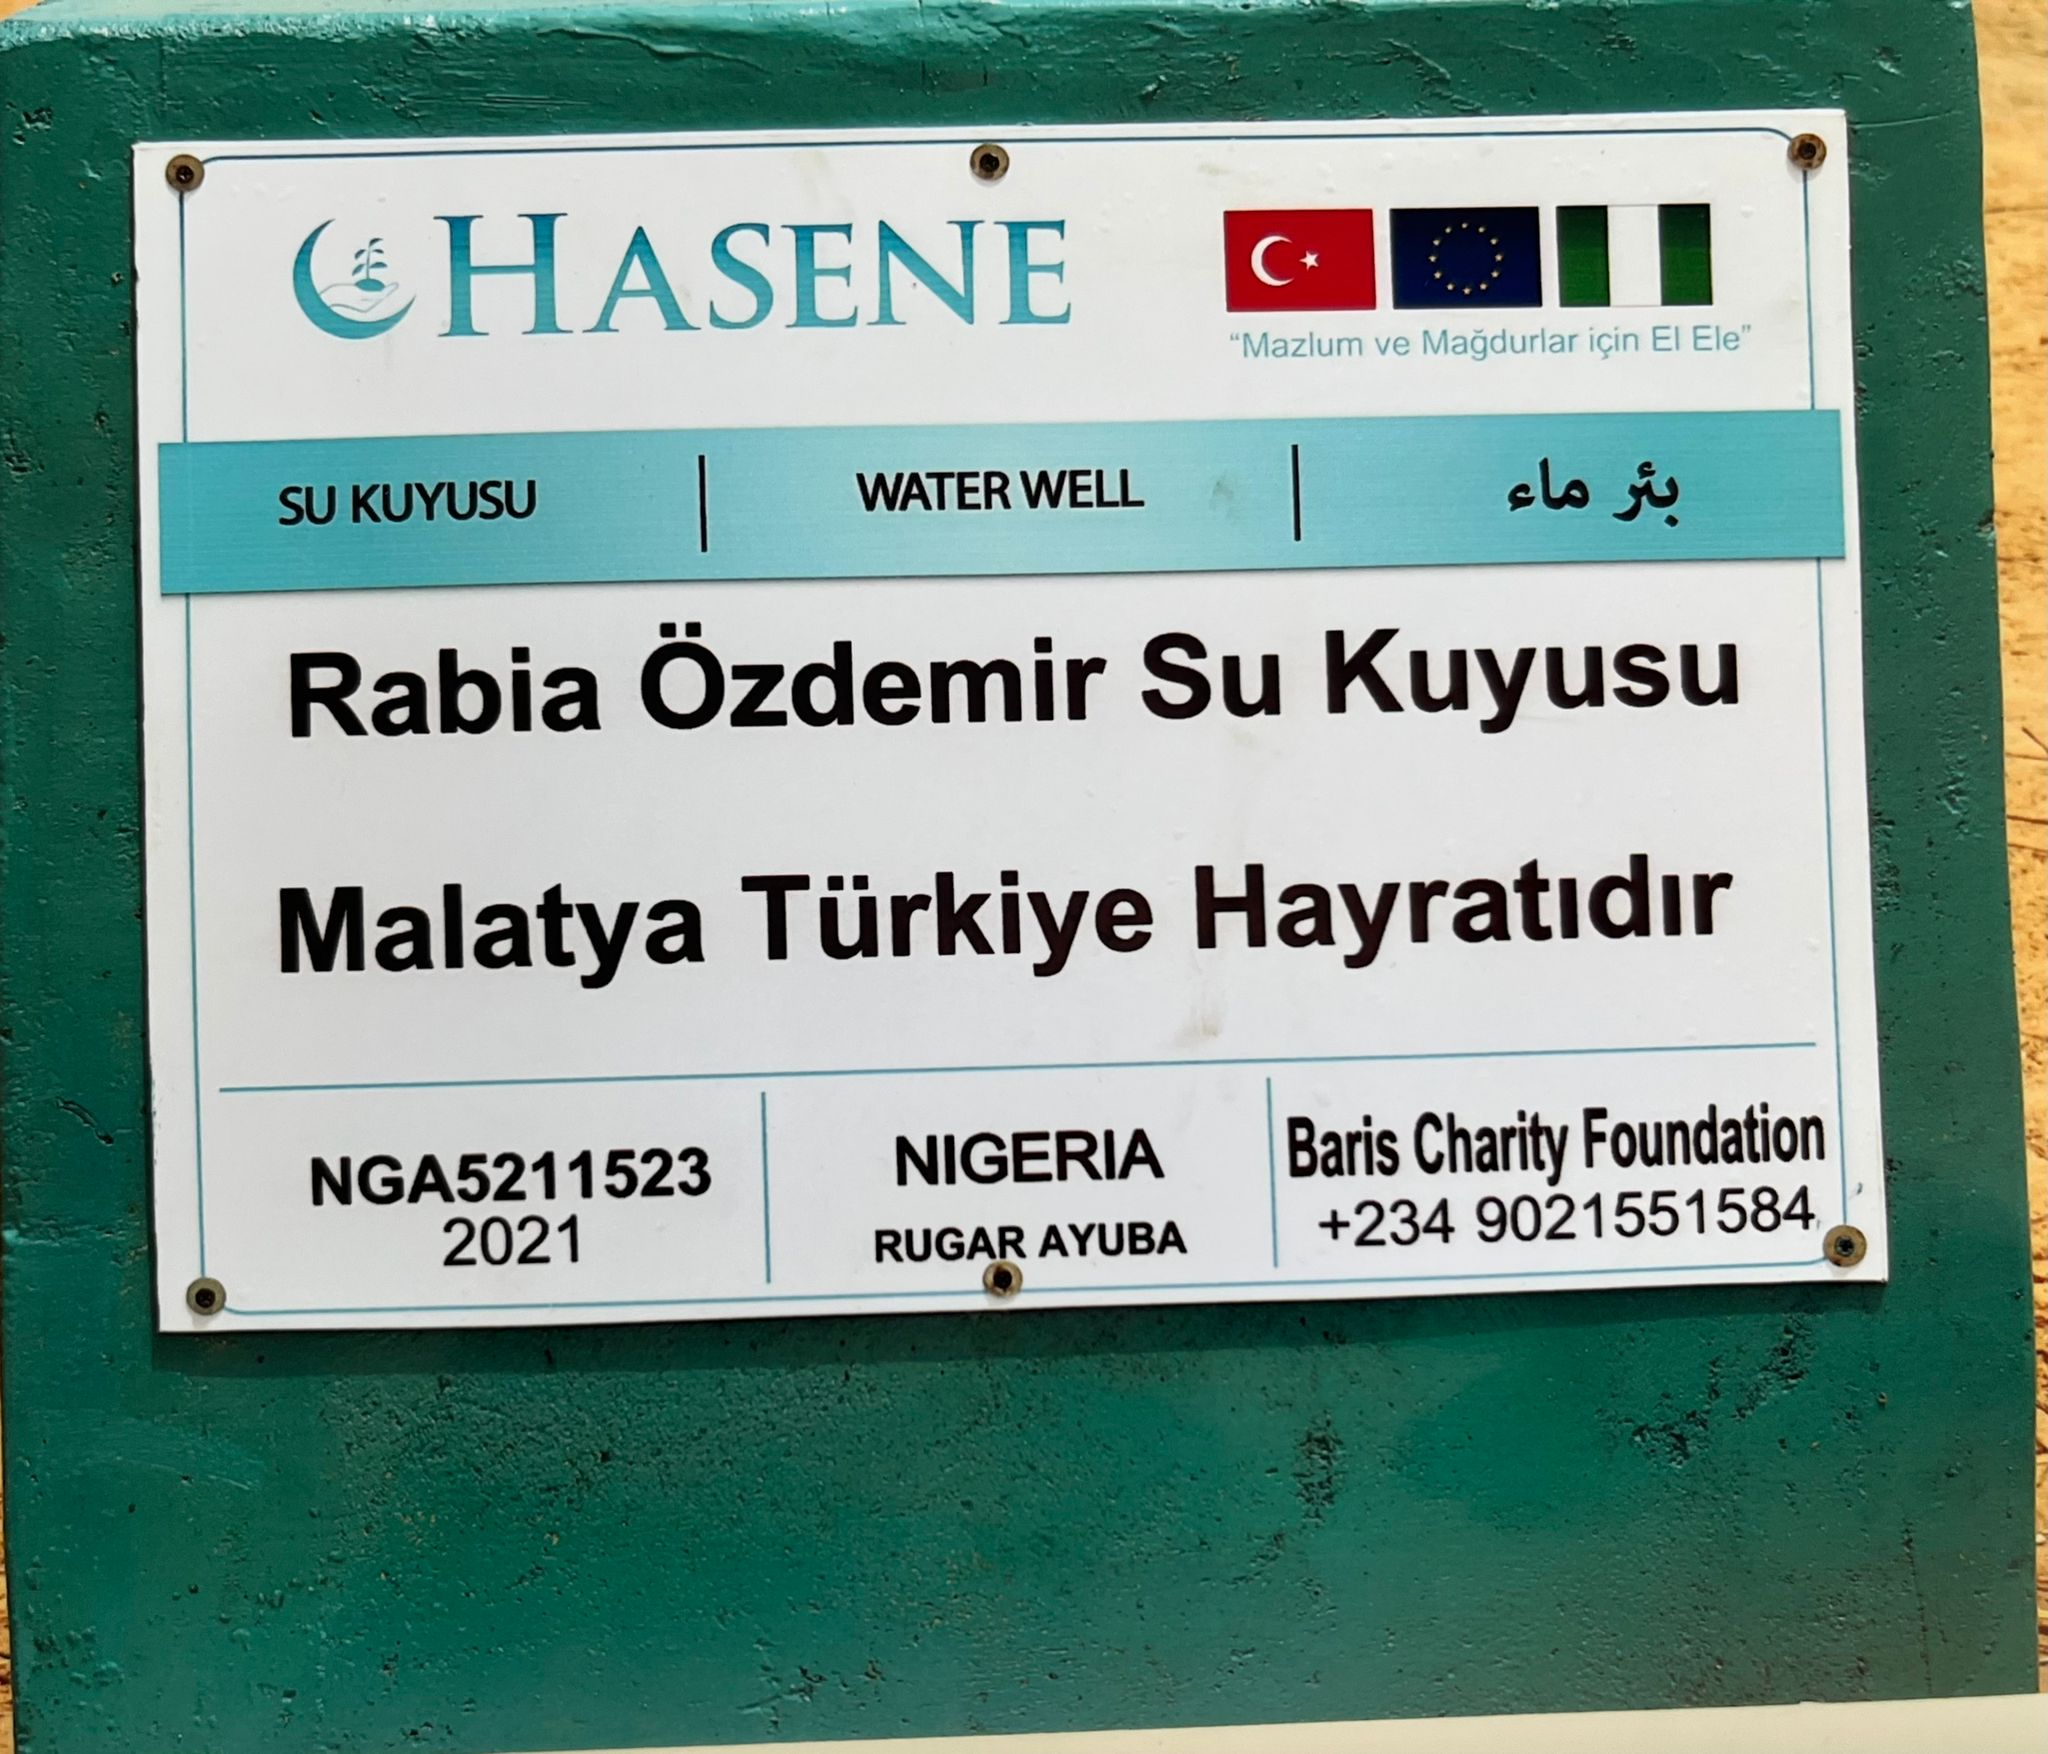 HASENE
"Mazlum ve Mağdurlar için El Ele"
SU KUYUSU | WATER WELL | بئر ماء
Rabia Özdemir Su Kuyusu
Malatya Türkiye Hayratıdır
NGA5211523
2021
NIGERIA
RUGAR AYUBA
Baris Charity Foundation
+234 9021551584